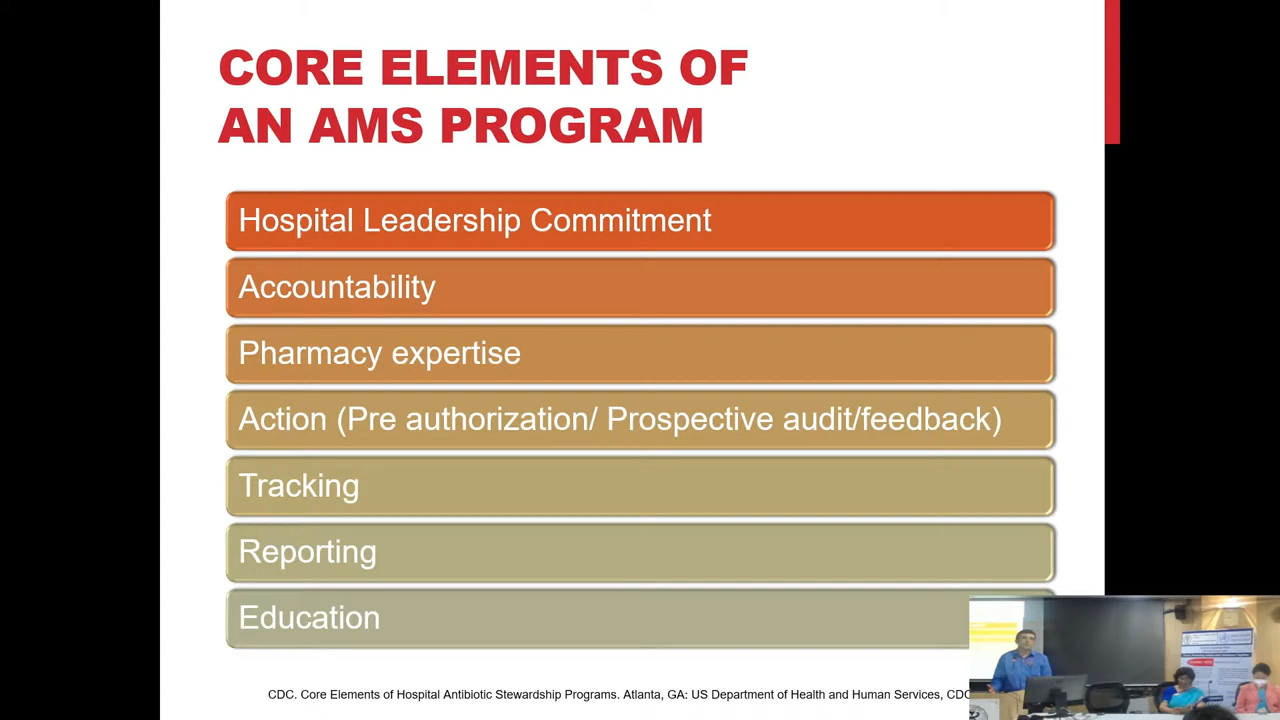 CORE ELEMENTS OF
AN AMS PROGRAM
Hospital Leadership Commitment
Accountability
Pharmacy expertise
Action (Pre authorization/ Prospective audit/feedback)
Tracking
Reporting
Education
CDC. Core Elements of Hospital Antibiotic Stewardship Programs. Atlanta, GA: US Department of Health and Human Services, CDC